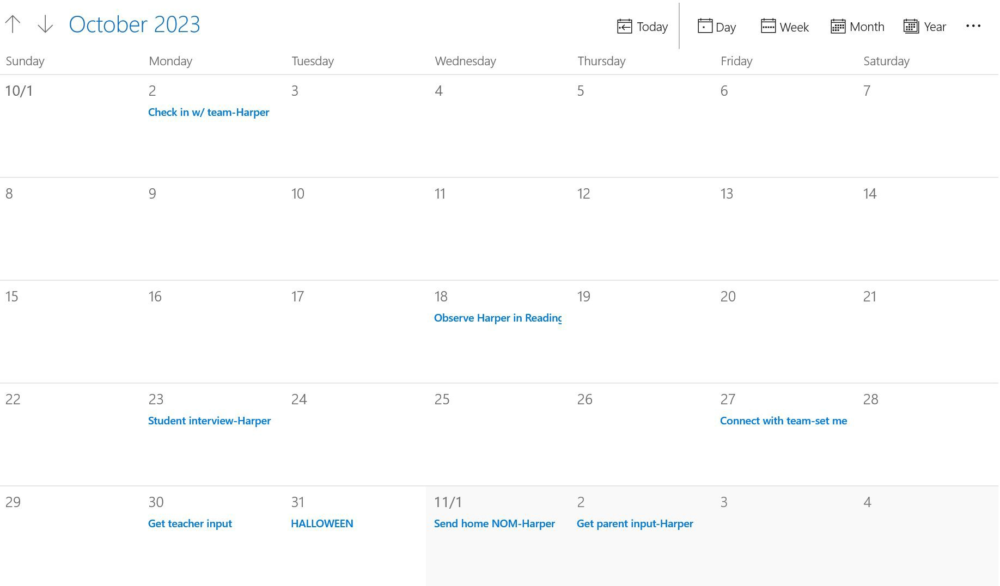 October 2023
Today Day Week Month Year
Sunday Monday Tuesday Wednesday Thursday Friday Saturday
10/1 2 3 4 5 6 7
Check in w/ team-Harper
8 9 10 11 12 13 14
15 16 17 18 19 20 21
Observe Harper in Reading
22 23 24 25 26 27 28
Student interview-Harper Connect with team-set me
29 30 31 11/1 2 3 4
Get teacher input HALLOWEEN Send home NOM-Harper Get parent input-Harper